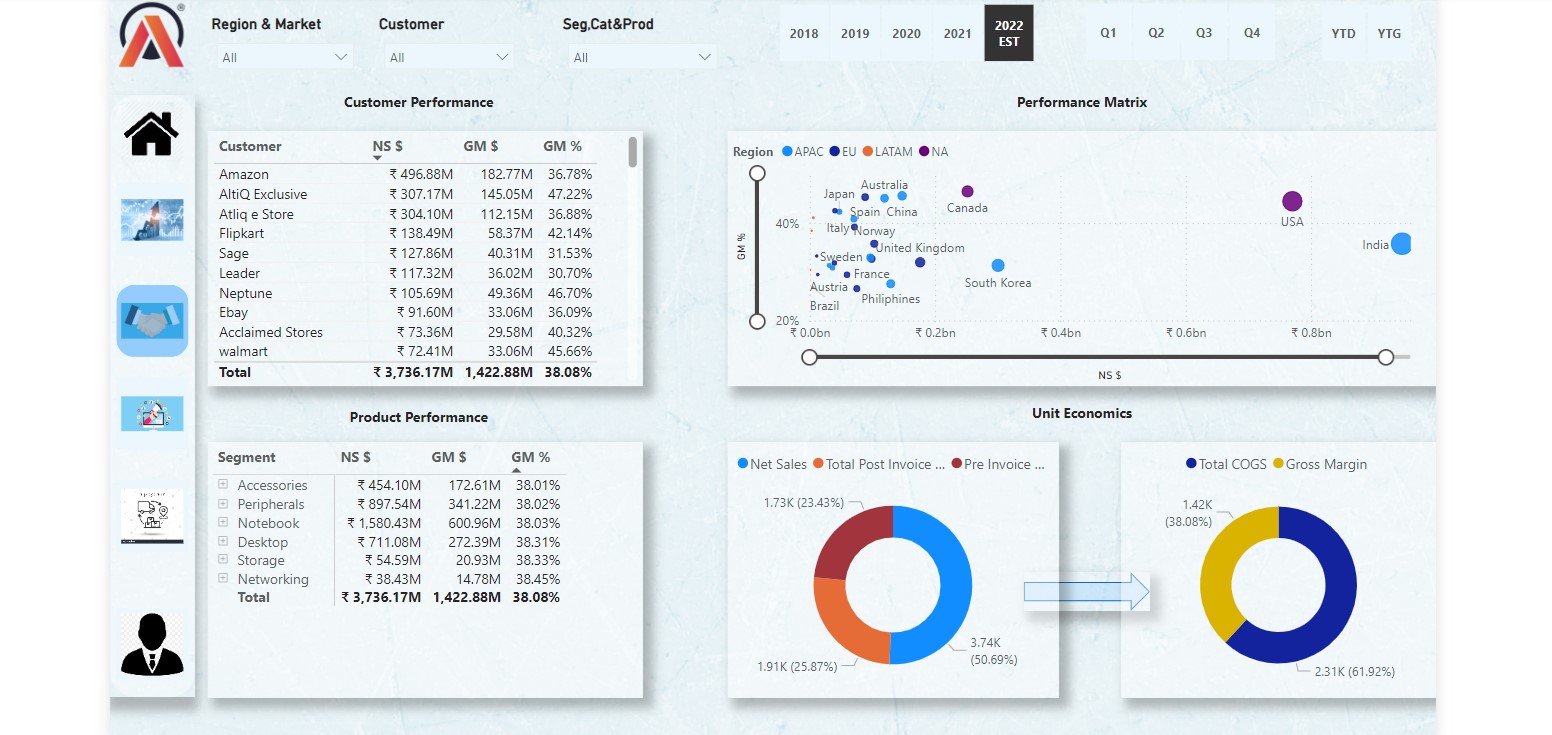 Region & Market
Customer
Seg,Cat&Prod
All
All
All
2018 2019 2020 2021 2022 EST
Q1 Q2 Q3 Q4
YTD YTG
Customer Performance
Customer NS $ GM $ GM %
Amazon ₹ 496.88M 182.77M 36.78%
AltiQ Exclusive ₹ 307.17M 145.05M 47.22%
Atliq e Store ₹ 304.10M 112.15M 36.88%
Flipkart ₹ 138.49M 58.37M 42.14%
Sage ₹ 127.86M 40.31M 31.53%
Leader ₹ 117.32M 36.02M 30.70%
Neptune ₹ 105.69M 49.36M 46.70%
Ebay ₹ 91.60M 33.06M 36.09%
Acclaimed Stores ₹ 73.36M 29.58M 40.32%
walmart ₹ 72.41M 33.06M 45.66%
Total ₹ 3,736.17M 1,422.88M 38.08%
Performance Matrix
Region APAC EU LATAM NA
GM %
40%
20%
Japan
Australia
Spain
China
Italy
Norway
Canada
USA
India
United Kingdom
Sweden
France
South Korea
Austria
Philiphines
Brazil
₹ 0.0bn ₹ 0.2bn ₹ 0.4bn ₹ 0.6bn ₹ 0.8bn
NS $
Product Performance
Segment NS $ GM $ GM %
Accessories ₹ 454.10M 172.61M 38.01%
Peripherals ₹ 897.54M 341.22M 38.02%
Notebook ₹ 1,580.43M 600.96M 38.03%
Desktop ₹ 711.08M 272.39M 38.31%
Storage ₹ 54.59M 20.93M 38.33%
Networking ₹ 38.43M 14.78M 38.45%
Total ₹ 3,736.17M 1,422.88M 38.08%
Unit Economics
Net Sales Total Post Invoice ... Pre Invoice ...
1.73K (23.43%)
3.74K
(50.69%)
1.91K (25.87%)
Total COGS Gross Margin
1.42K
(38.08%)
2.31K (61.92%)